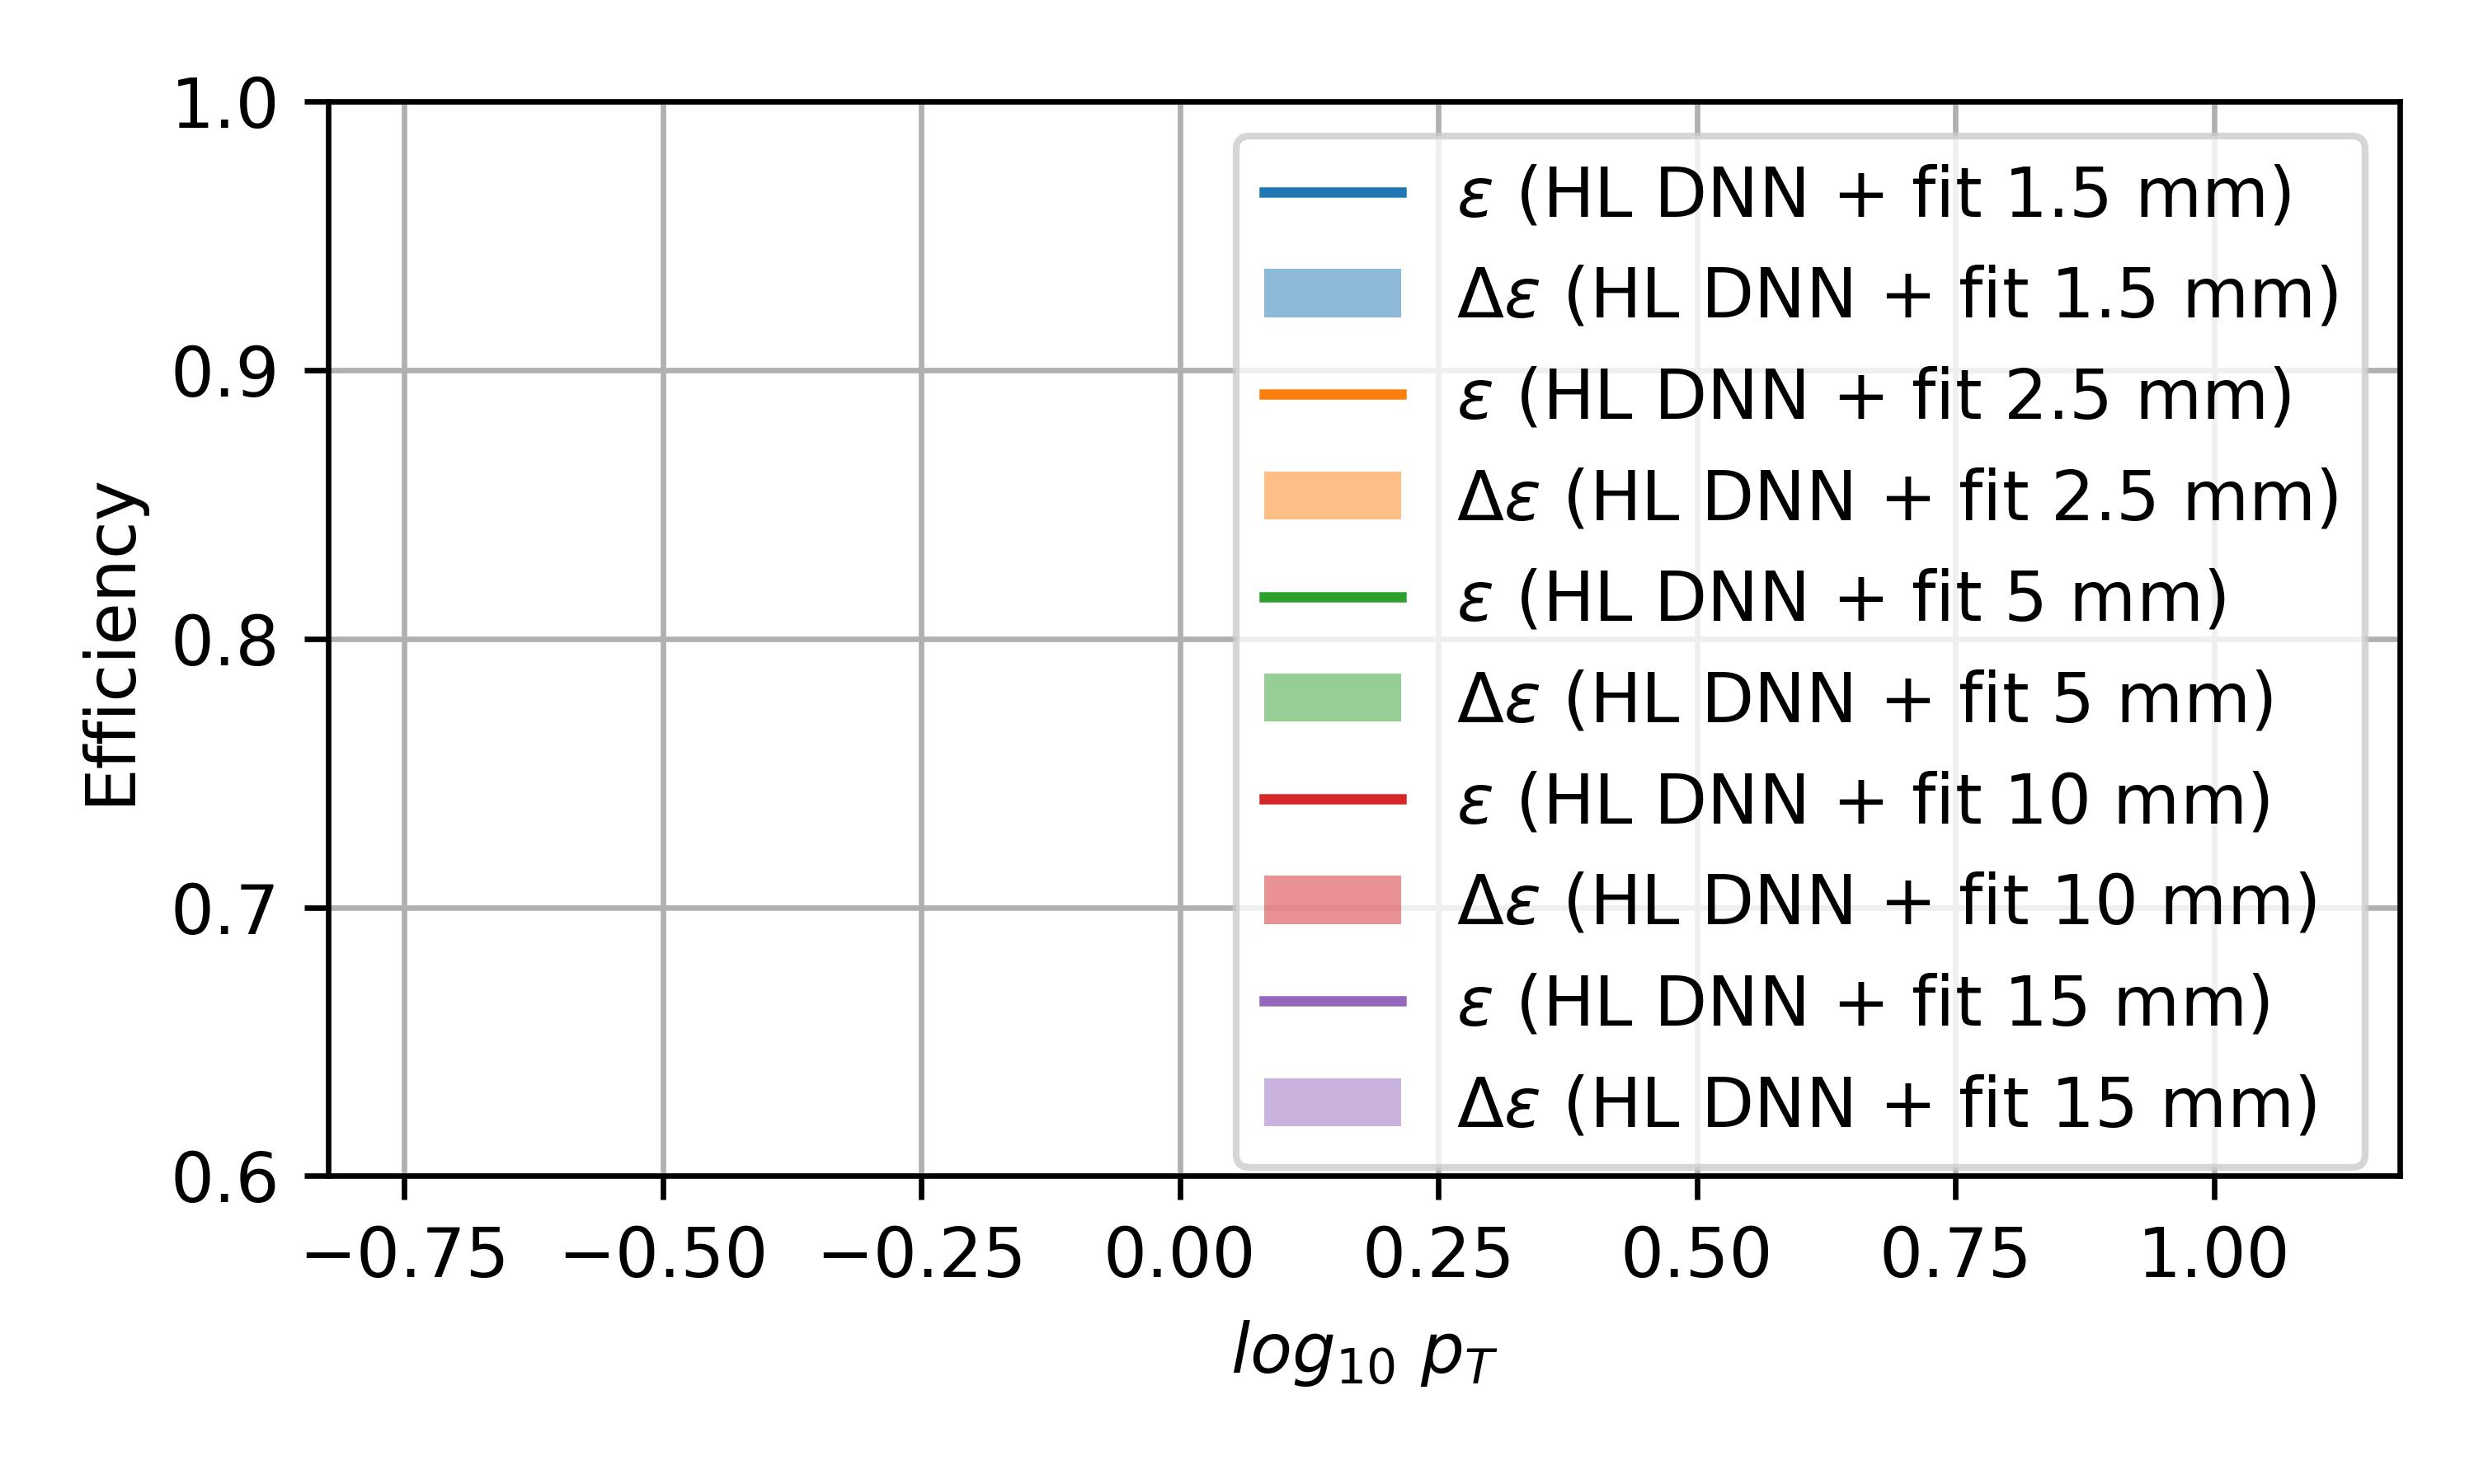 1.0
0.9
0.8
0.7
0.6
Efficiency
ε (HL DNN + fit 1.5 mm)
Δε (HL DNN + fit 1.5 mm)
ε (HL DNN + fit 2.5 mm)
Δε (HL DNN + fit 2.5 mm)
ε (HL DNN + fit 5 mm)
Δε (HL DNN + fit 5 mm)
ε (HL DNN + fit 10 mm)
Δε (HL DNN + fit 10 mm)
ε (HL DNN + fit 15 mm)
Δε (HL DNN + fit 15 mm)
−0.75 −0.50 −0.25 0.00 0.25 0.50 0.75 1.00
log₁₀ p_T